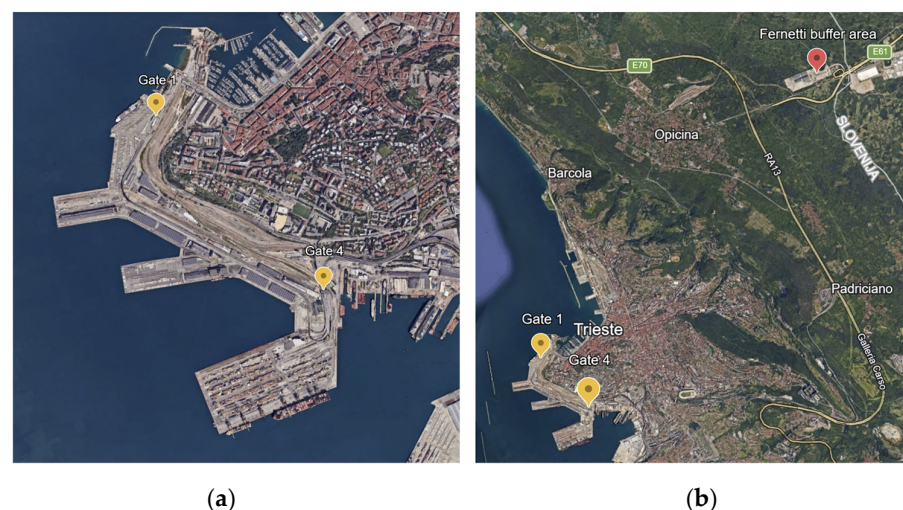 Gate 1
Gate 4
Fernetti buffer area
E61
E70
SLOVENIJA
Opicina
RA13
Barcola
Padriciano
Gate 1
Trieste
Galleria Carso
Gate 4
(a)
(b)